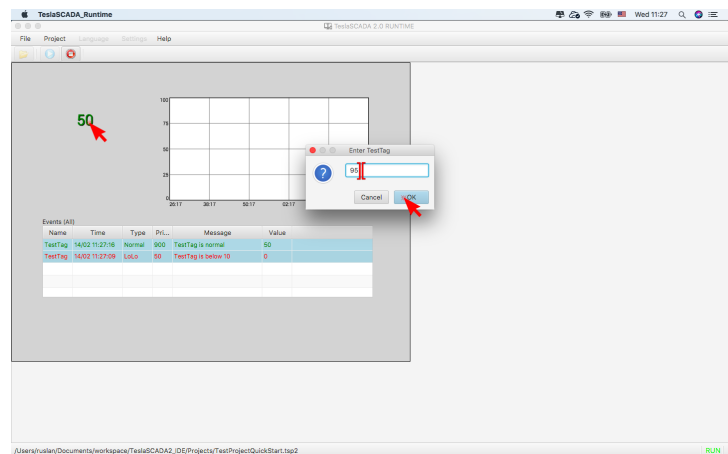 TeslaSCADA_Runtime Wed 11:27
TeslaSCADA 2.0 RUNTIME
File Project Language Settings Help
50
100
75
50
25
0
26:17 38:17 50:17 02:17
Enter TestTag
95
Cancel OK
Events (All)
Name Time Type Pri... Message Value
TestTag 14/02 11:27:16 Normal 900 TestTag is normal 50
TestTag 14/02 11:27:09 LoLo 50 TestTag is below 10 0
/Users/ruslan/Documents/workspace/TeslaSCADA2_IDE/Projects/TestProjectQuickStart.tsp2 RUN